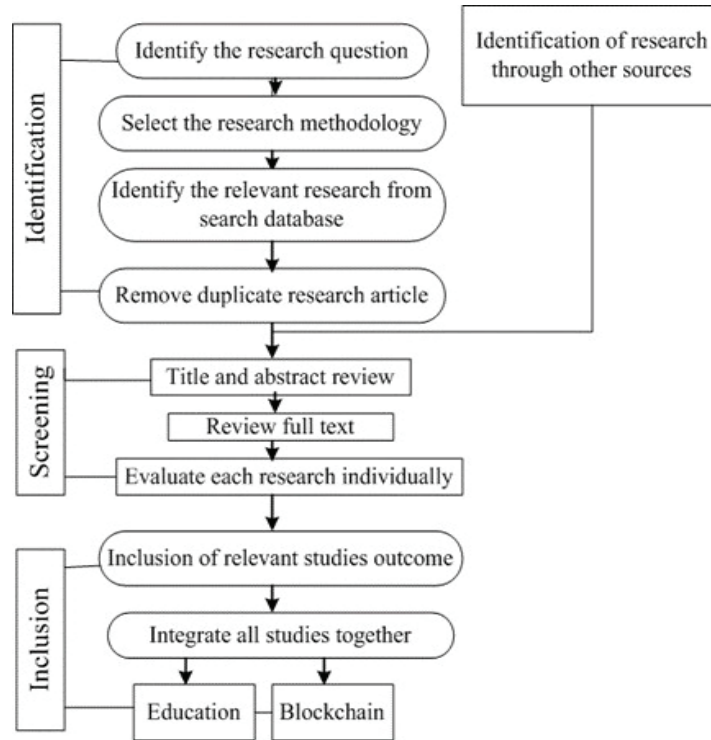 Identification
Identify the research question
Select the research methodology
Identify the relevant research from
search database
Remove duplicate research article
Identification of research
through other sources
Screening
Title and abstract review
Review full text
Evaluate each research individually
Inclusion
Inclusion of relevant studies outcome
Integrate all studies together
Education
Blockchain